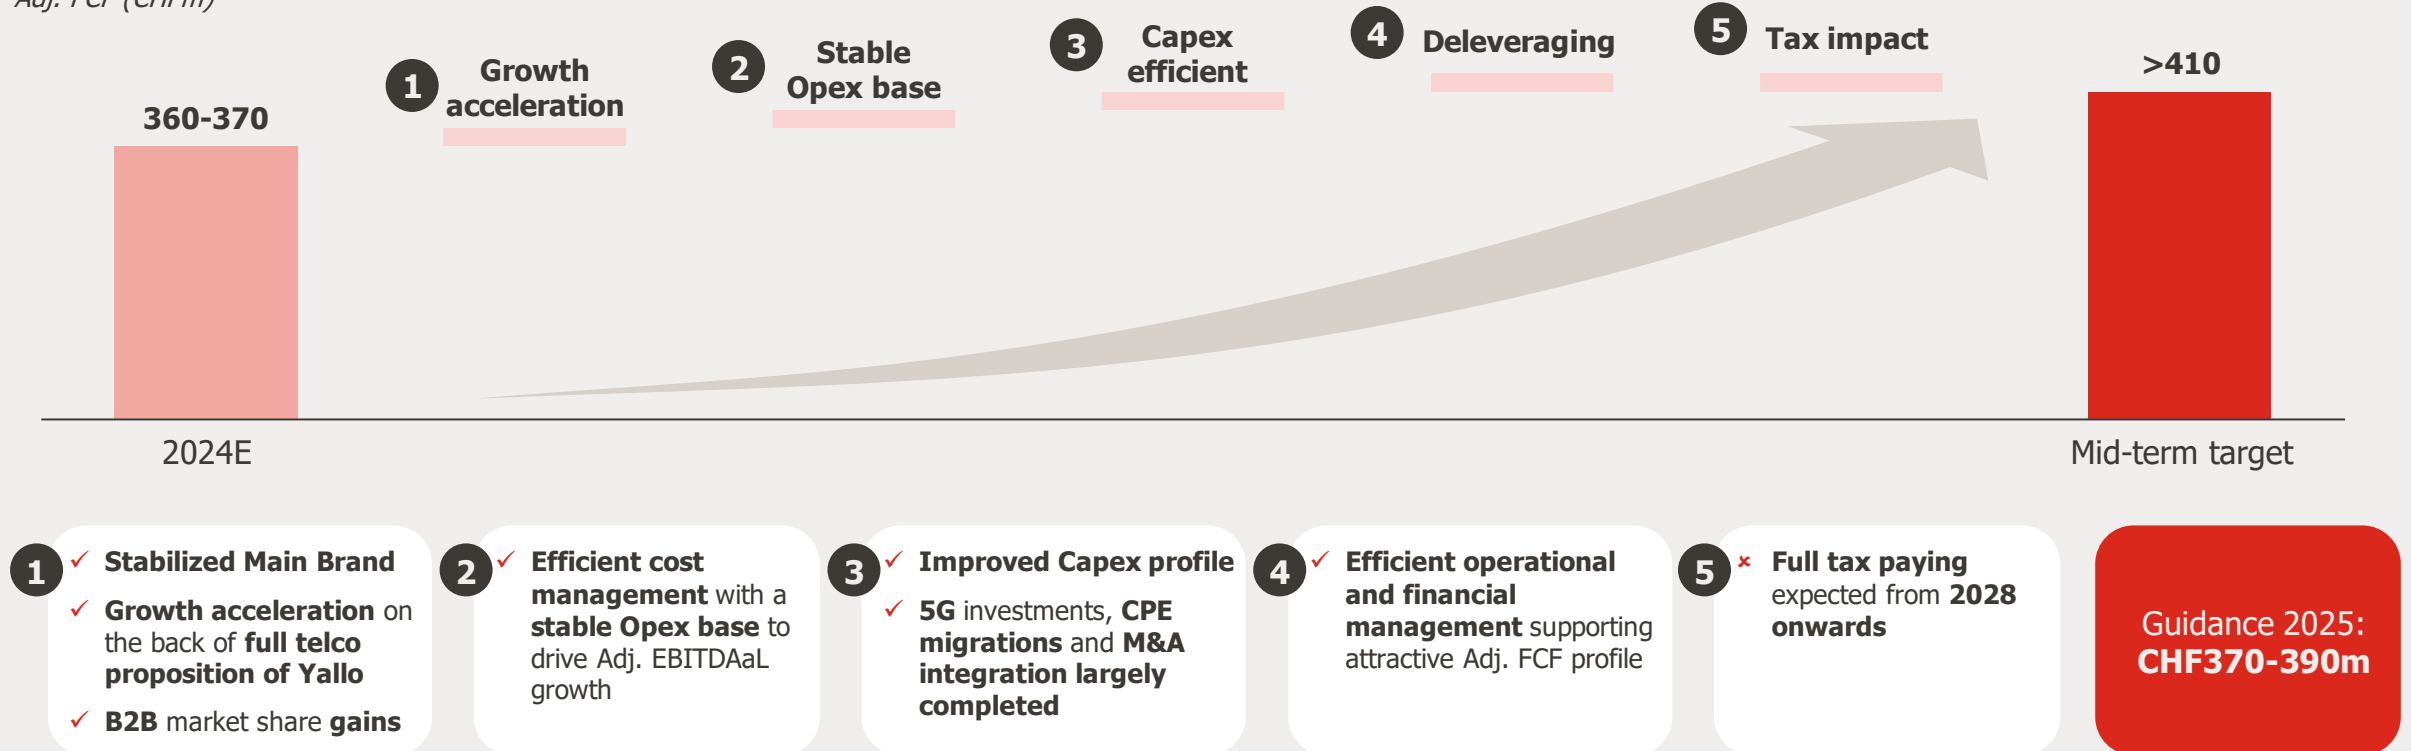 Adj. FCF (CHFm)
360-370
1
Growth
acceleration
2
Stable
Opex base
3
Capex
efficient
4
Deleveraging
5
Tax impact
>410
2024E
Mid-term target
1
✓ Stabilized Main Brand
✓ Growth acceleration on
the back of full telco
proposition of Yallo
✓ B2B market share gains
2
✓ Efficient cost
management with a
stable Opex base to
drive Adj. EBITDAaL
growth
3
✓ Improved Capex profile
✓ 5G investments, CPE
migrations and M&A
integration largely
completed
4
✓ Efficient operational
and financial
management supporting
attractive Adj. FCF profile
5
✗ Full tax paying
expected from 2028
onwards
Guidance 2025:
CHF370-390m